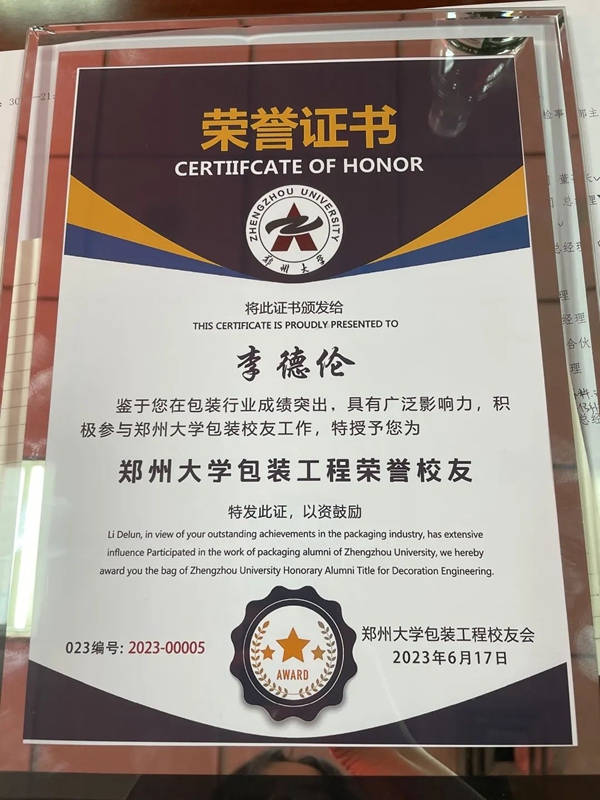 荣誉证书
CERTIIFCATE OF HONOR
ZHENGZHOU UNIVERSITY
郑州大学
将此证书颁发给
THIS CERTIFICATE IS PROUDLY PRESENTED TO
李德伦
鉴于您在包装行业成绩突出，具有广泛影响力，积
极参与郑州大学包装校友工作，特授予您为
郑州大学包装工程荣誉校友
特发此证，以资鼓励
Li Delun, in view of your outstanding achievements in the packaging industry, has extensive
influence Participated in the work of packaging alumni of Zhengzhou University, we hereby
award you the bag of Zhengzhou University Honorary Alumni Title for Decoration Engineering.
023编号: 2023-00005
AWARD
郑州大学包装工程校友会
2023年6月17日